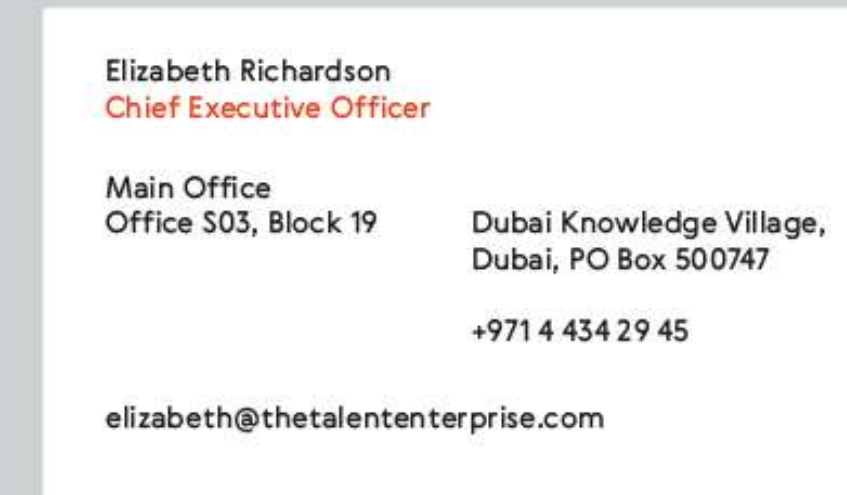 Elizabeth Richardson
Chief Executive Officer
Main Office
Office S03, Block 19
Dubai Knowledge Village,
Dubai, PO Box 500747
+971 4 434 29 45
elizabeth@thetalententerprise.com